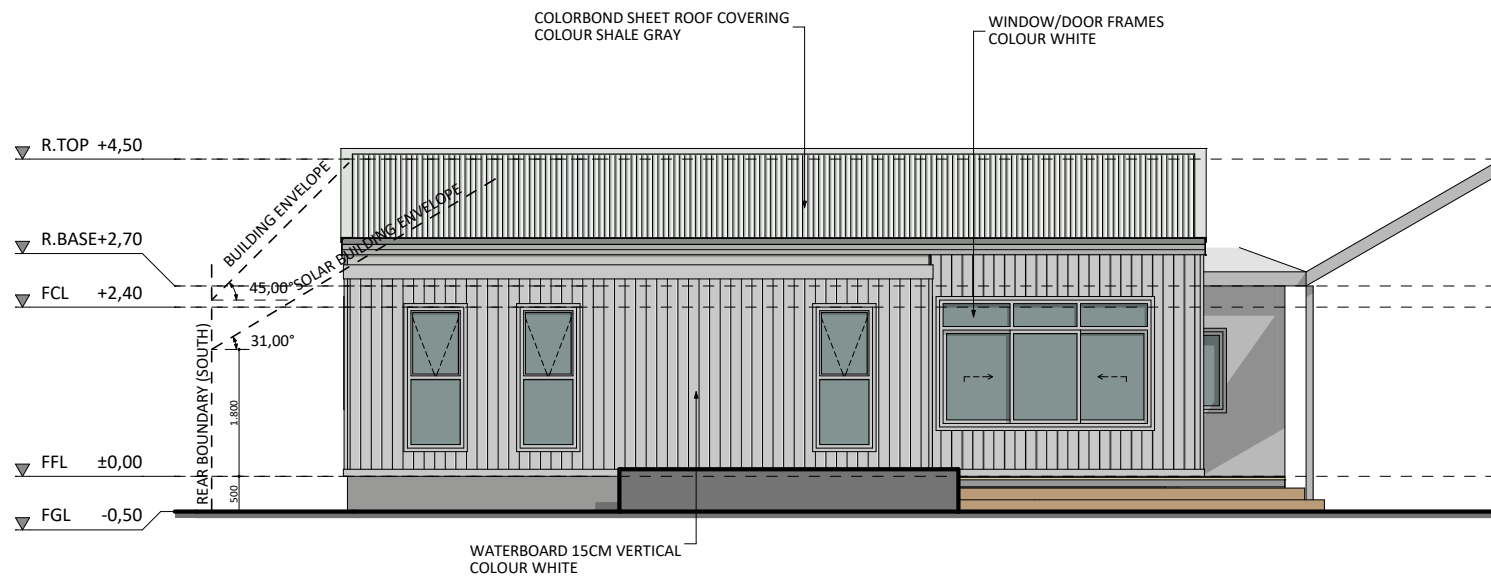 COLORBOND SHEET ROOF COVERING
COLOUR SHALE GRAY
WINDOW/DOOR FRAMES
COLOUR WHITE
R.TOP +4,50
BUILDING ENVELOPE
SOLAR BUILDING ENVELOPE
R.BASE+2,70
45,00°
FCL +2,40
31,00°
REAR BOUNDARY (SOUTH)
1.800
FFL ±0,00
500
FGL -0,50
WATERBOARD 15CM VERTICAL
COLOUR WHITE